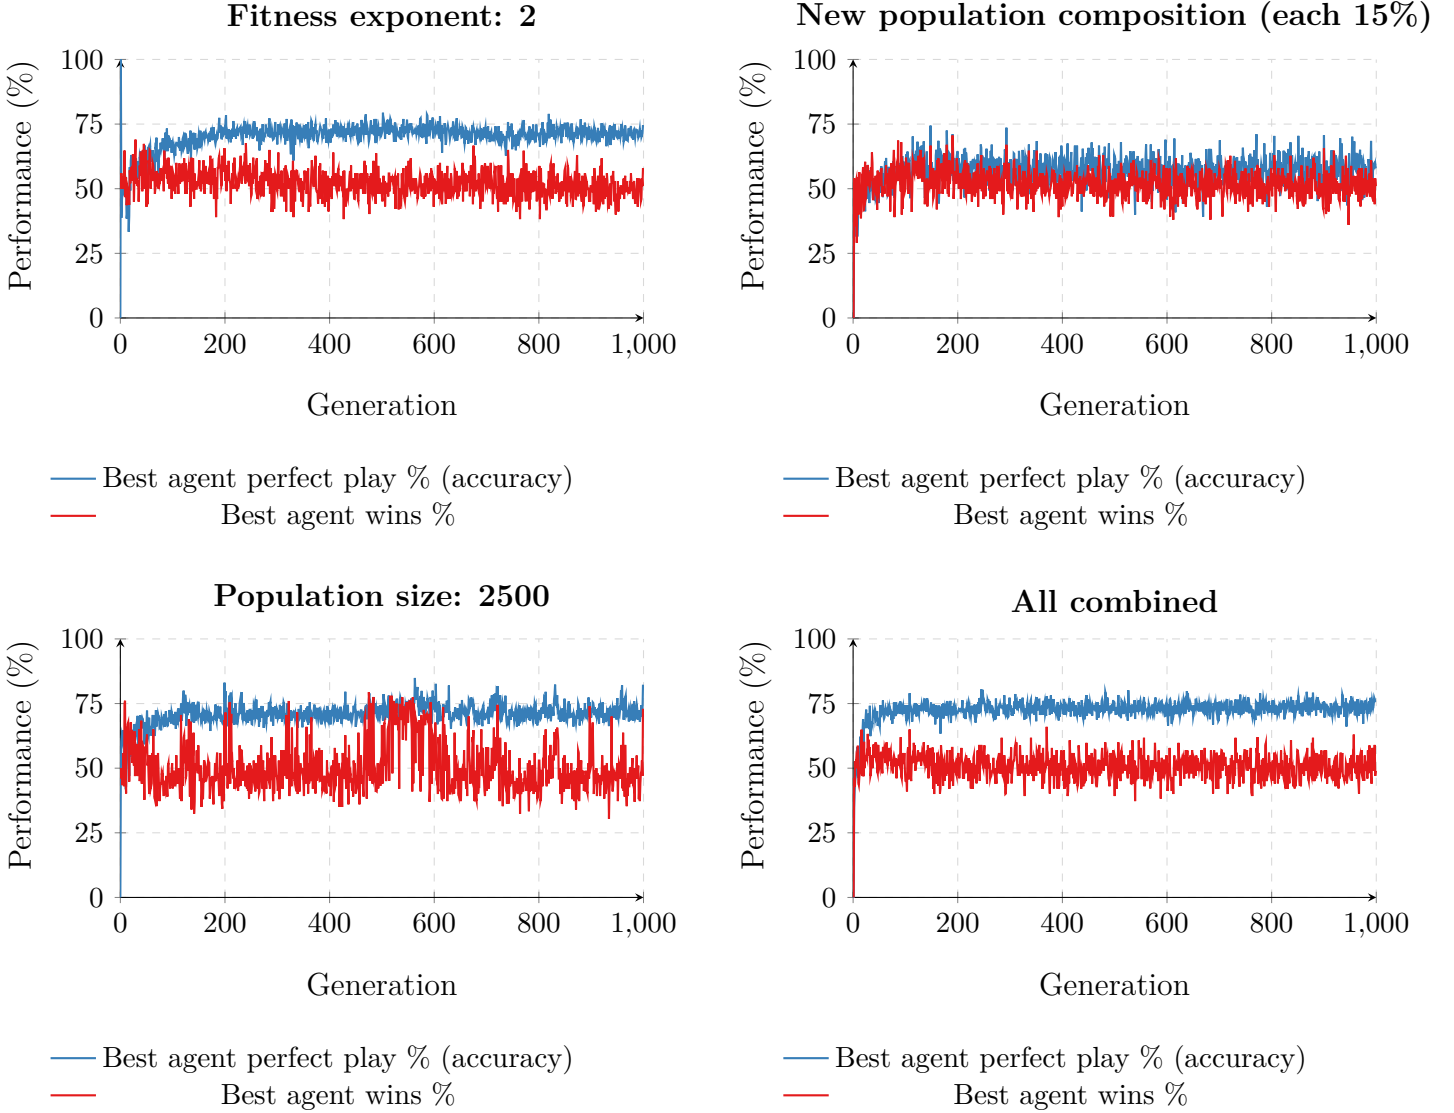 Fitness exponent: 2
Performance (%)
100
75
50
25
0
0 200 400 600 800 1,000
Generation
Best agent perfect play % (accuracy)
Best agent wins %
New population composition (each 15%)
Performance (%)
100
75
50
25
0
0 200 400 600 800 1,000
Generation
Best agent perfect play % (accuracy)
Best agent wins %
Population size: 2500
Performance (%)
100
75
50
25
0
0 200 400 600 800 1,000
Generation
Best agent perfect play % (accuracy)
Best agent wins %
All combined
Performance (%)
100
75
50
25
0
0 200 400 600 800 1,000
Generation
Best agent perfect play % (accuracy)
Best agent wins %